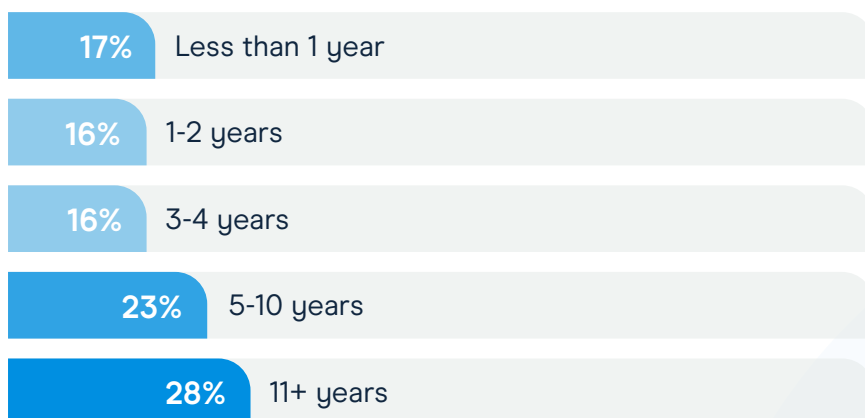 17% Less than 1 year
16% 1-2 years
16% 3-4 years
23% 5-10 years
28% 11+ years